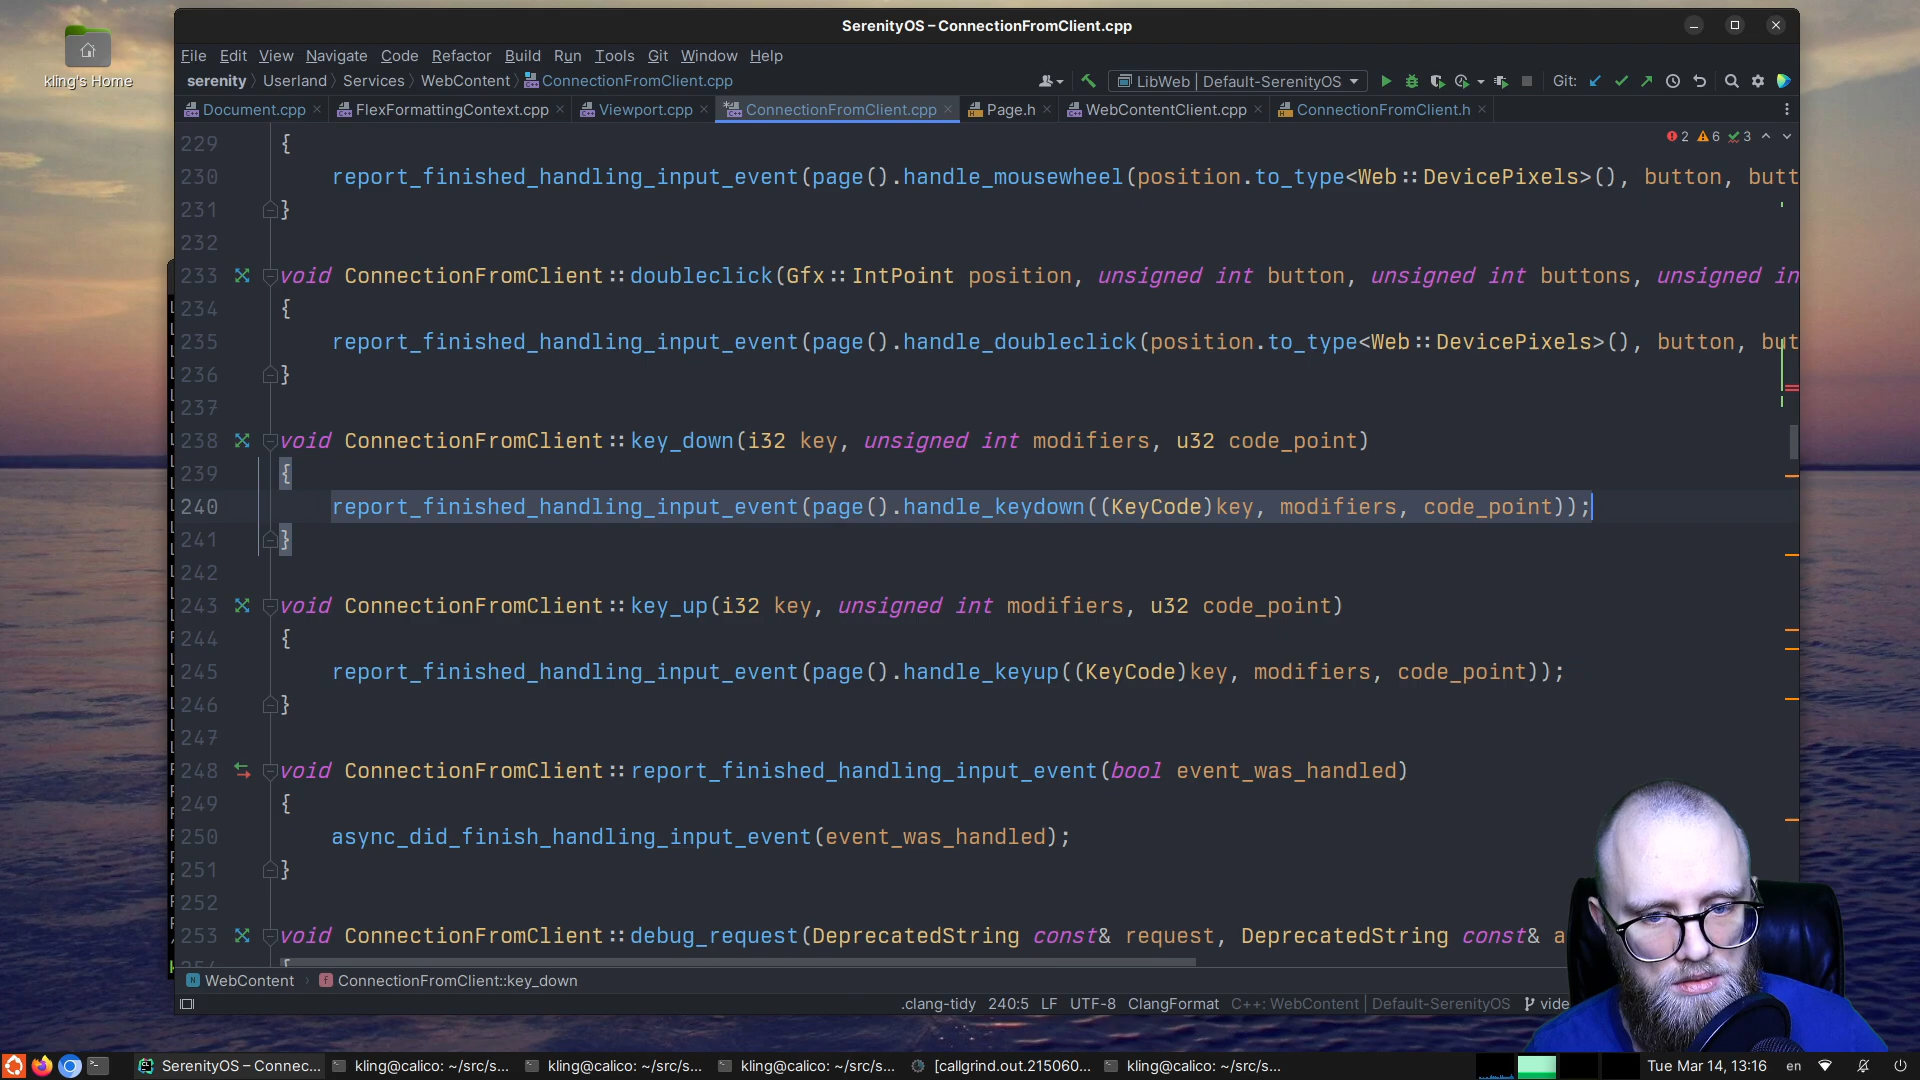 SerenityOS – ConnectionFromClient.cpp
kling's Home
File Edit View Navigate Code Refactor Build Run Tools Git Window Help
serenity Userland Services WebContent ConnectionFromClient.cpp
LibWeb | Default-SerenityOS
Git:
Document.cpp FlexFormattingContext.cpp Viewport.cpp ConnectionFromClient.cpp Page.h WebContentClient.cpp ConnectionFromClient.h
2 6 3
229 {
230 report_finished_handling_input_event(page().handle_mousewheel(position.to_type<Web::DevicePixels>(), button, butt
231 }
232
233 void ConnectionFromClient::doubleclick(Gfx::IntPoint position, unsigned int button, unsigned int buttons, unsigned in
234 {
235 report_finished_handling_input_event(page().handle_doubleclick(position.to_type<Web::DevicePixels>(), button, but
236 }
237
238 void ConnectionFromClient::key_down(i32 key, unsigned int modifiers, u32 code_point)
239 {
240 report_finished_handling_input_event(page().handle_keydown((KeyCode)key, modifiers, code_point));
241 }
242
243 void ConnectionFromClient::key_up(i32 key, unsigned int modifiers, u32 code_point)
244 {
245 report_finished_handling_input_event(page().handle_keyup((KeyCode)key, modifiers, code_point));
246 }
247
248 void ConnectionFromClient::report_finished_handling_input_event(bool event_was_handled)
249 {
250 async_did_finish_handling_input_event(event_was_handled);
251 }
252
253 void ConnectionFromClient::debug_request(DeprecatedString const& request, DeprecatedString const& a
WebContent ConnectionFromClient::key_down
.clang-tidy 240:5 LF UTF-8 ClangFormat C++: WebContent | Default-SerenityOS vide
SerenityOS – Connec... kling@calico: ~/src/s... kling@calico: ~/src/s... kling@calico: ~/src/s... [callgrind.out.215060... kling@calico: ~/src/s... Tue Mar 14, 13:16 en